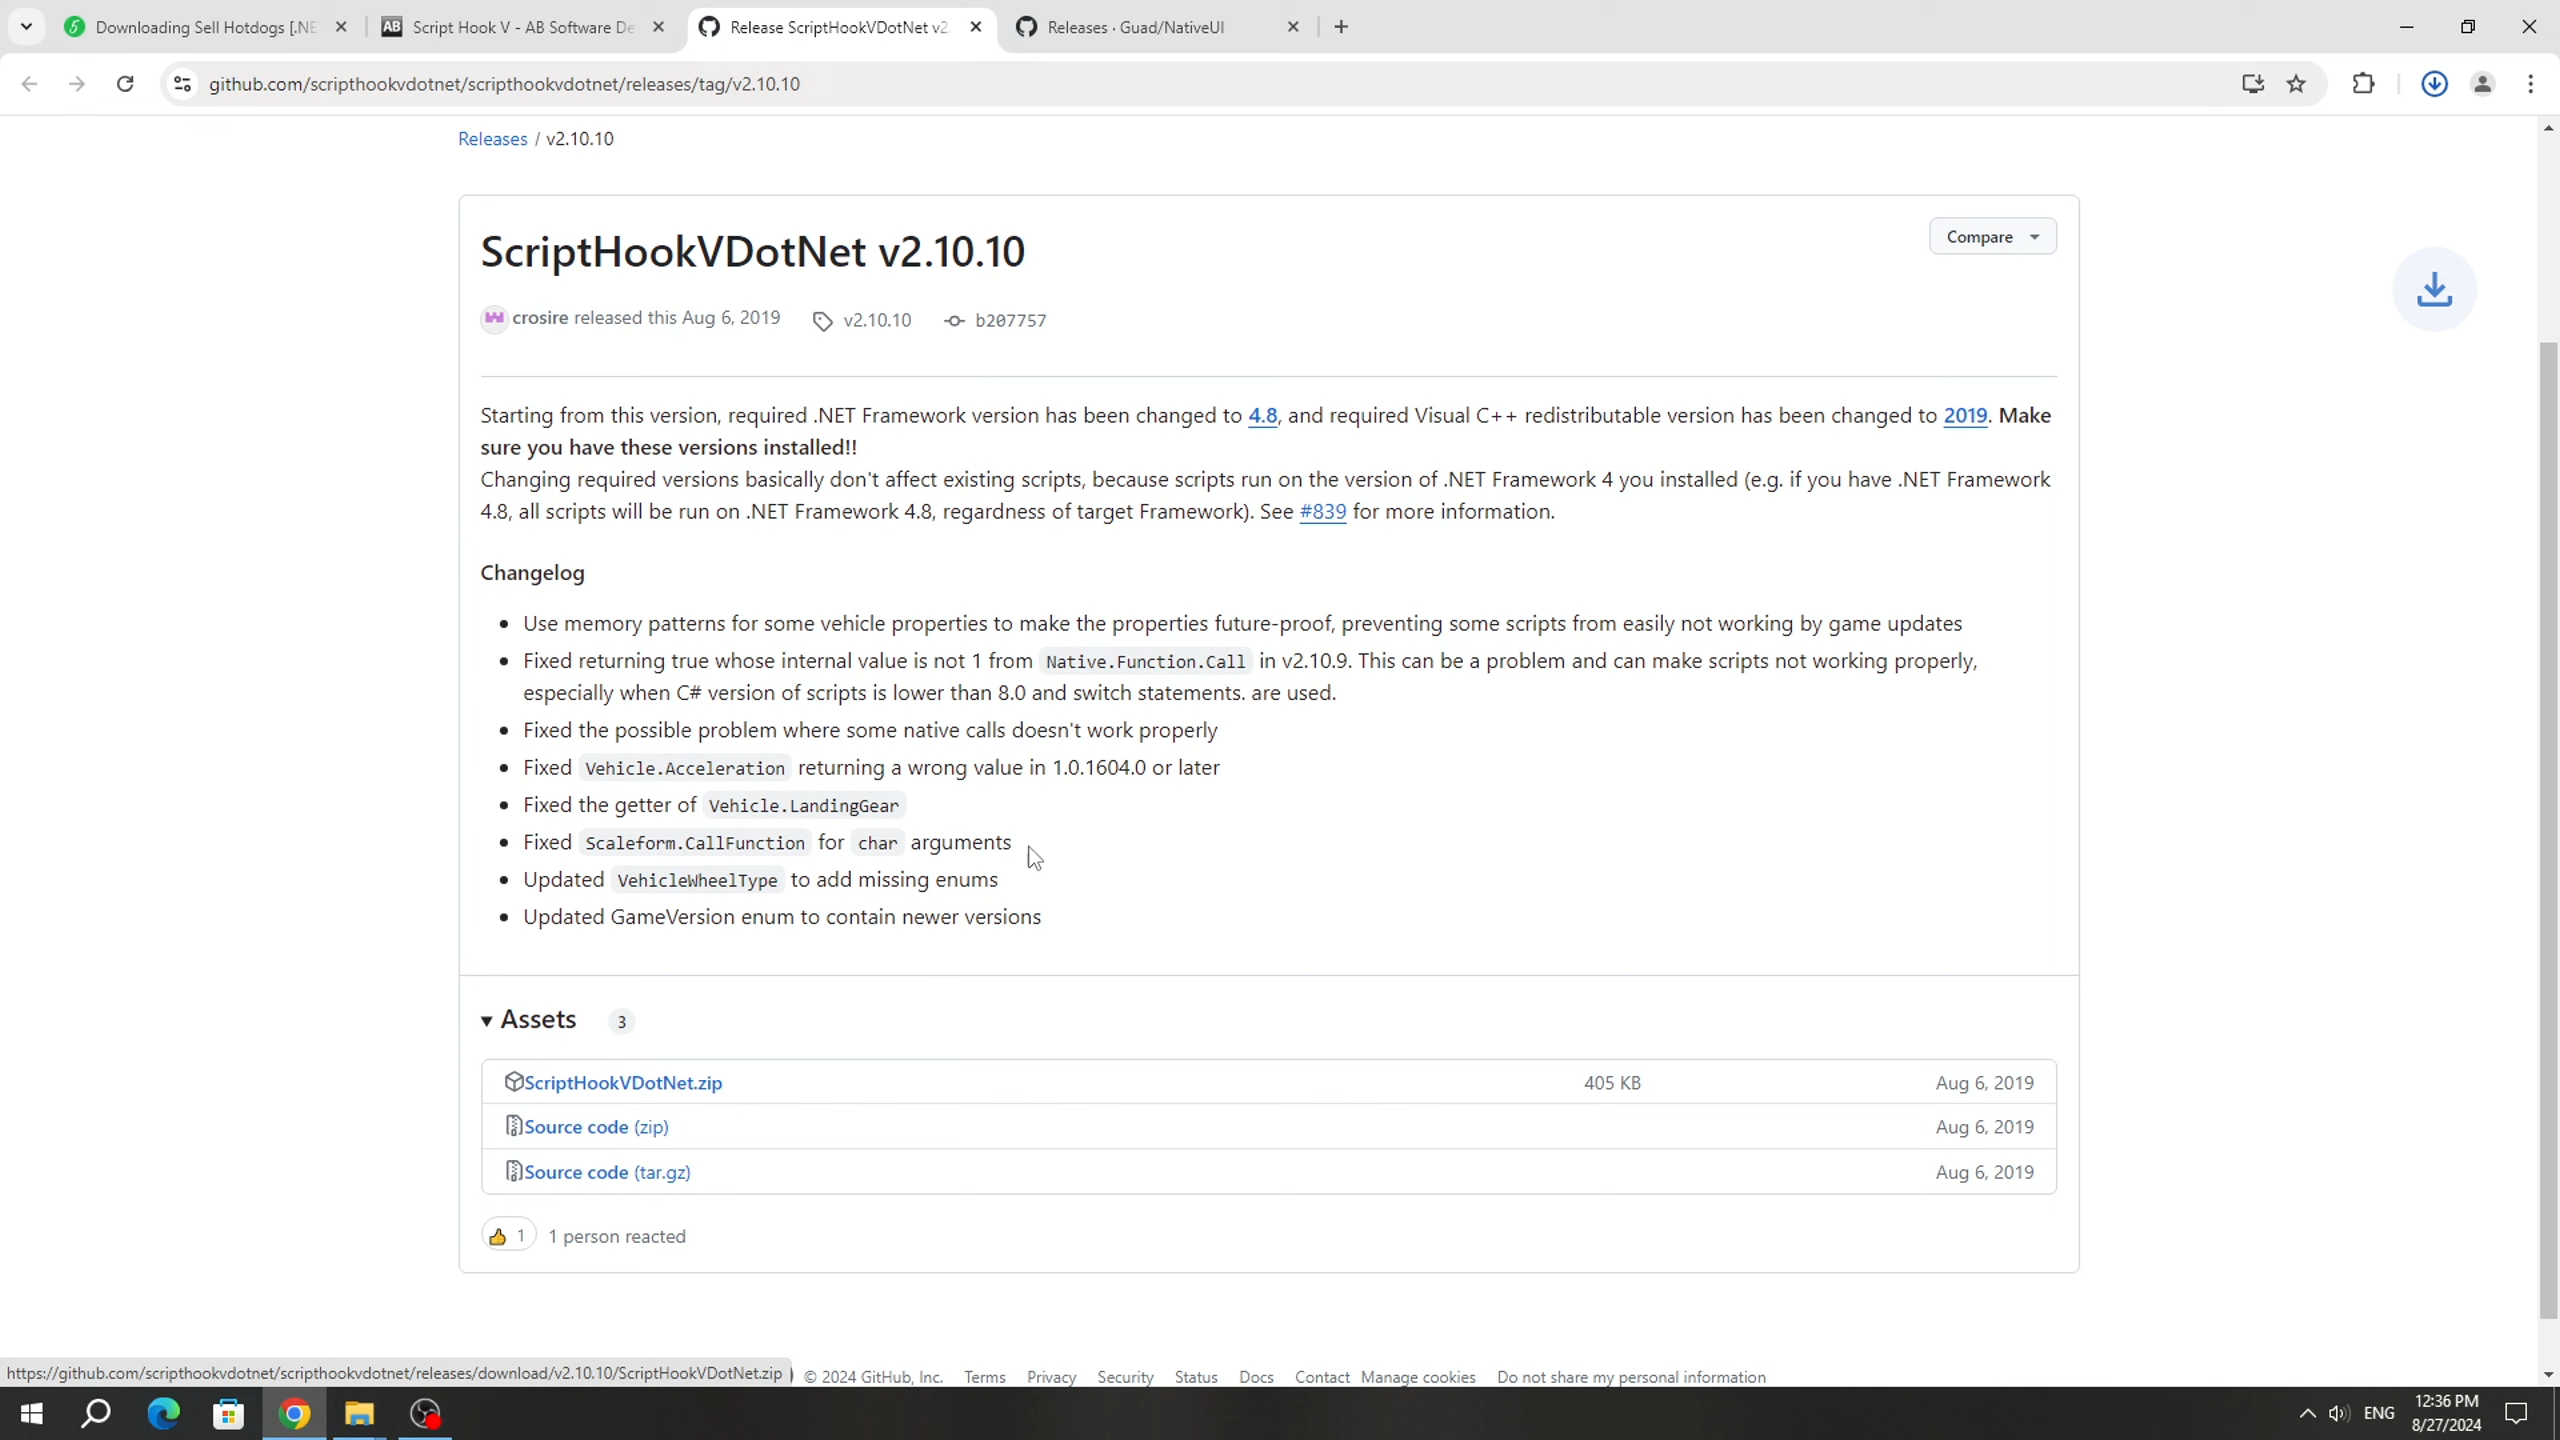 Downloading Sell Hotdogs [.NE
Script Hook V - AB Software De
Release ScriptHookVDotNet v2.
Releases · Guad/NativeUI
github.com/scripthookvdotnet/scripthookvdotnet/releases/tag/v2.10.10
Releases / v2.10.10
ScriptHookVDotNet v2.10.10
Compare
crosire released this Aug 6, 2019
v2.10.10
b207757
Starting from this version, required .NET Framework version has been changed to 4.8, and required Visual C++ redistributable version has been changed to 2019. Make
sure you have these versions installed!!
Changing required versions basically don't affect existing scripts, because scripts run on the version of .NET Framework 4 you installed (e.g. if you have .NET Framework
4.8, all scripts will be run on .NET Framework 4.8, regardness of target Framework). See #839 for more information.
Changelog
• Use memory patterns for some vehicle properties to make the properties future-proof, preventing some scripts from easily not working by game updates
• Fixed returning true whose internal value is not 1 from Native.Function.Call in v2.10.9. This can be a problem and can make scripts not working properly,
especially when C# version of scripts is lower than 8.0 and switch statements. are used.
• Fixed the possible problem where some native calls doesn't work properly
• Fixed Vehicle.Acceleration returning a wrong value in 1.0.1604.0 or later
• Fixed the getter of Vehicle.LandingGear
• Fixed Scaleform.CallFunction for char arguments
• Updated VehicleWheelType to add missing enums
• Updated GameVersion enum to contain newer versions
Assets 3
ScriptHookVDotNet.zip 405 KB Aug 6, 2019
Source code (zip) Aug 6, 2019
Source code (tar.gz) Aug 6, 2019
1 1 person reacted
https://github.com/scripthookvdotnet/scripthookvdotnet/releases/download/v2.10.10/ScriptHookVDotNet.zip
© 2024 GitHub, Inc. Terms Privacy Security Status Docs Contact Manage cookies Do not share my personal information
ENG
12:36 PM
8/27/2024